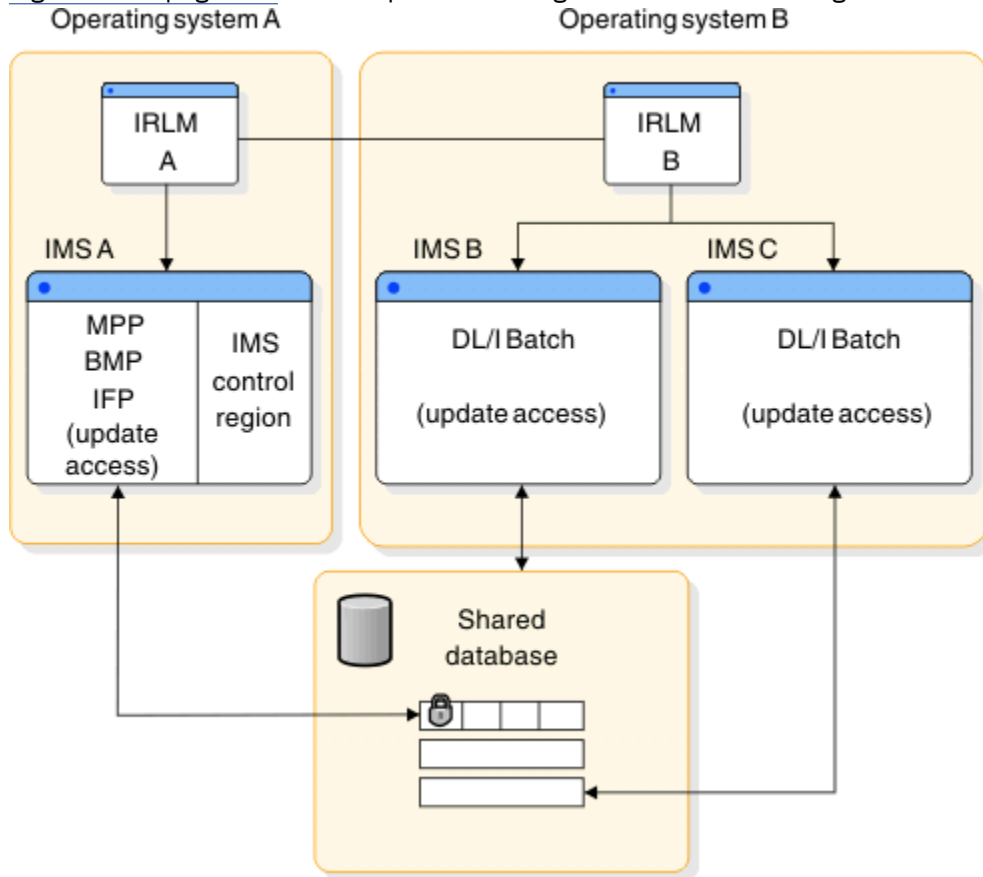 Operating system A
Operating system B
IRLM
A
IRLM
B
IMS A
IMS B
IMS C
MPP
BMP
IFP
(update
access)
IMS
control
region
DL/I Batch
(update access)
DL/I Batch
(update access)
Shared
database